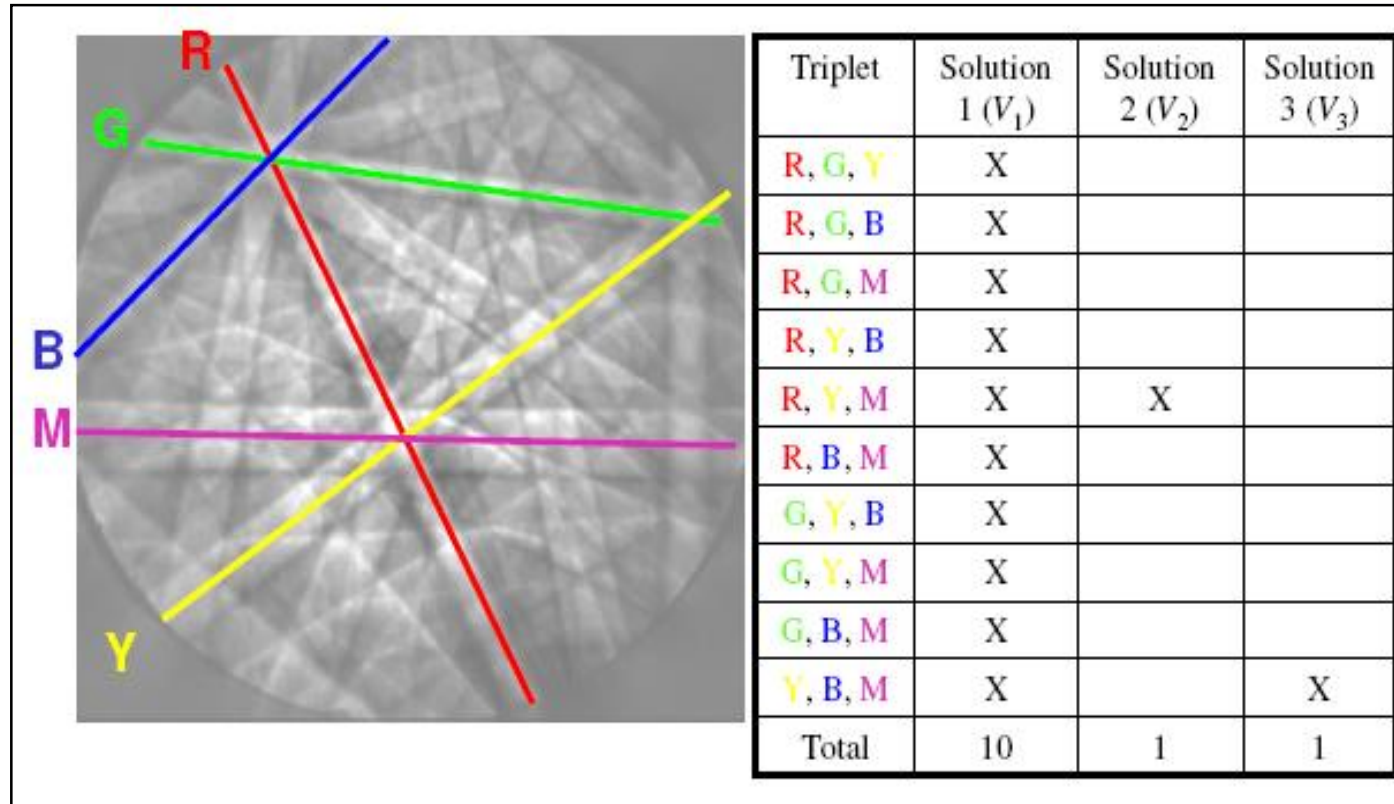 R
G
B
M
Y
Triplet Solution 1 (V1) Solution 2 (V2) Solution 3 (V3)
R, G, Y X
R, G, B X
R, G, M X
R, Y, B X
R, Y, M X X
R, B, M X
G, Y, B X
G, Y, M X
G, B, M X
Y, B, M X X
Total 10 1 1